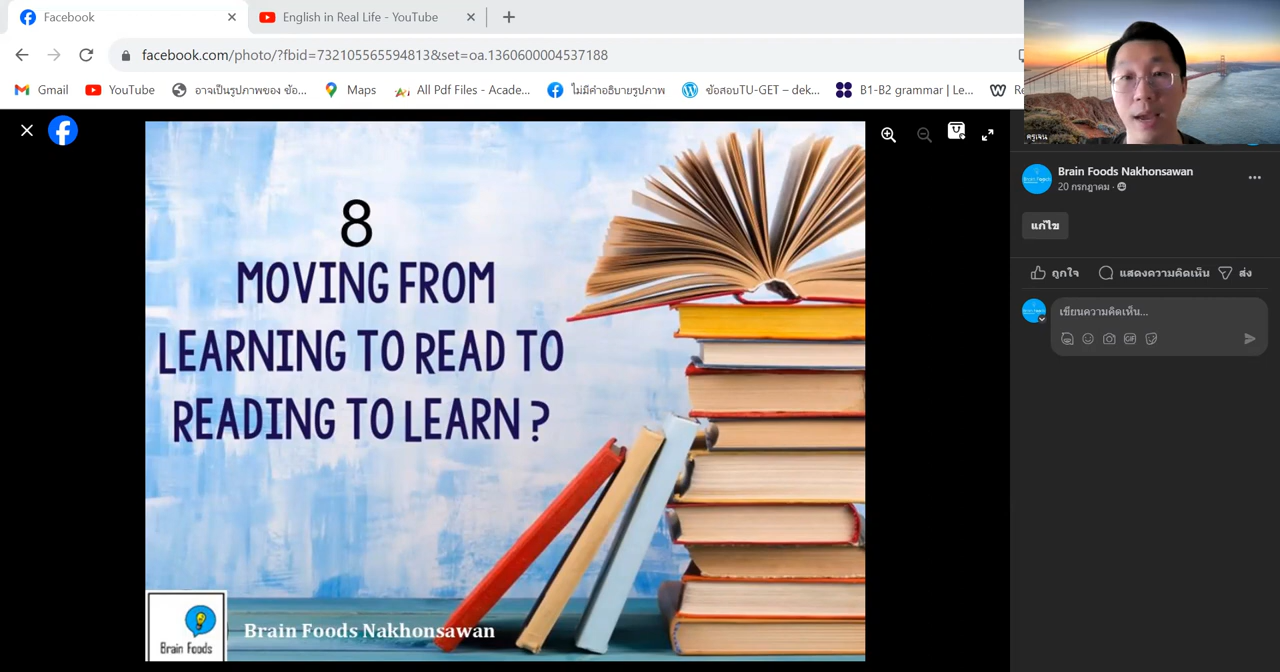 Facebook
English in Real Life - YouTube
facebook.com/photo/?fbid=732105565594813&set=oa.1360600004537188
Gmail
YouTube
อาจเป็นรูปภาพของ ข้อ...
Maps
All Pdf Files - Acade...
ไม่มีคำอธิบายรูปภาพ
ข้อสอบTU-GET – dek...
B1-B2 grammar | Le...
ครูเจน
Brain Foods Nakhonsawan
20 กรกฎาคม ·
แก้ไข
ถูกใจ
แสดงความคิดเห็น
ส่ง
เขียนความคิดเห็น...
GIF
8
MOVING FROM
LEARNING TO READ TO
READING TO LEARN ?
Brain Foods
Brain Foods Nakhonsawan